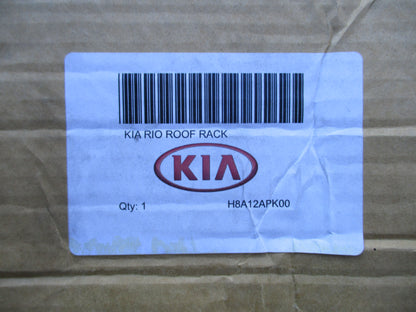 KIA RIO ROOF RACK
KIA
Qty: 1 H8A12APK00